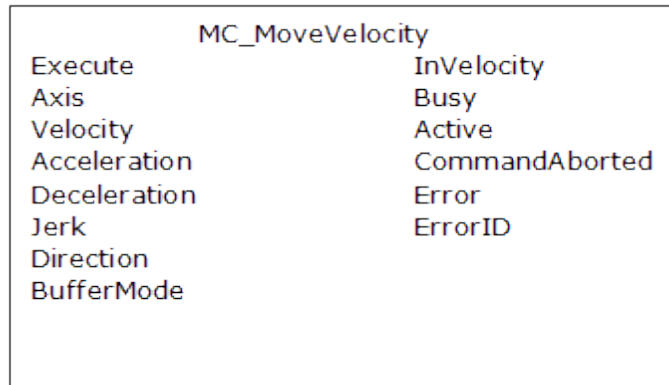 MC_MoveVelocity
Execute InVelocity
Axis Busy
Velocity Active
Acceleration CommandAborted
Deceleration Error
Jerk ErrorID
Direction
BufferMode